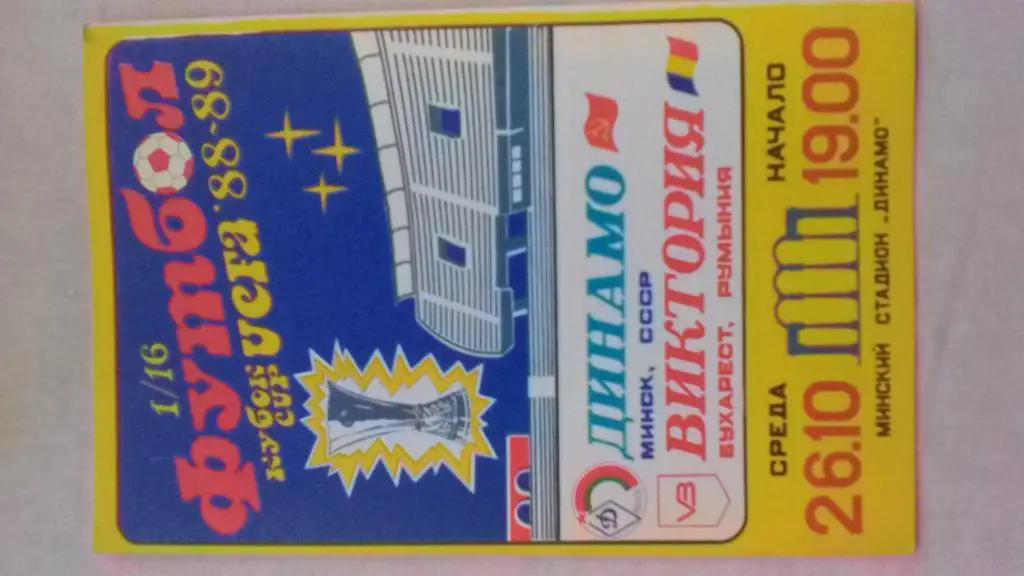 1/16
футбол
КУБОК UEFA '88-89
CUP
ДИНАМО
МИНСК, СССР
ВИКТОРИЯ
БУХАРЕСТ, РУМЫНИЯ
Д
VB
СРЕДА НАЧАЛО
26.10 19.00
МИНСКИЙ СТАДИОН „ДИНАМО"